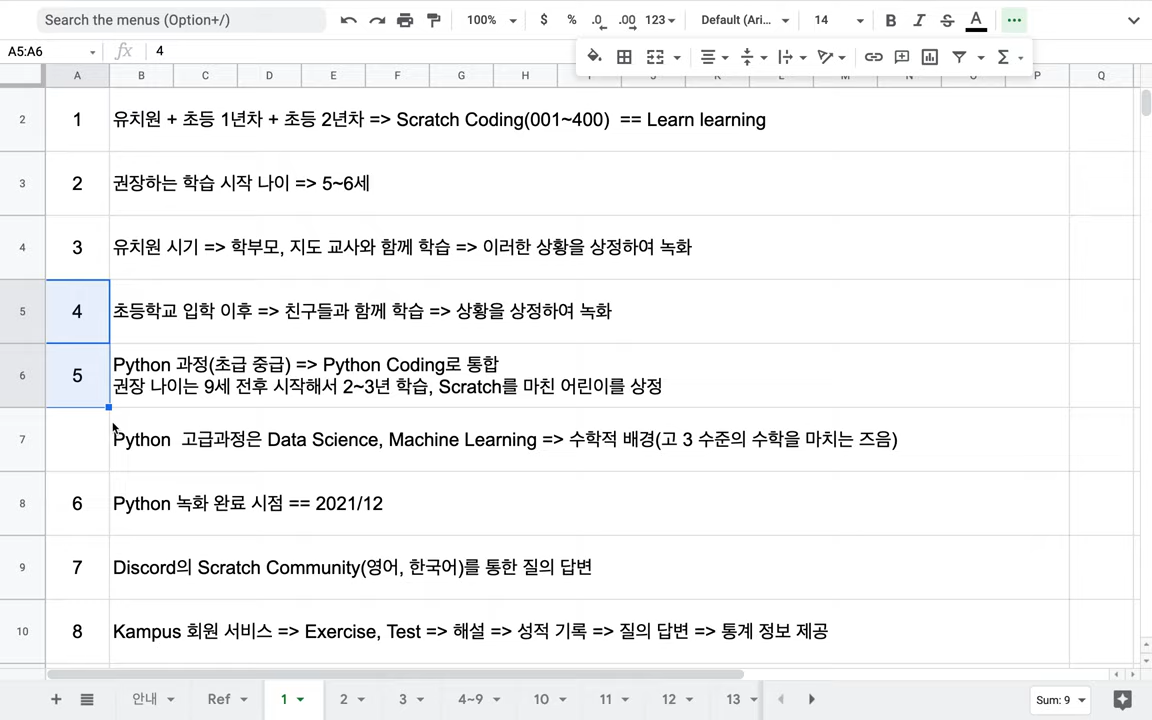 Search the menus (Option+/)
100%
$ % .0 .00 123
Default (Ari...
14
B I S A
A5:A6
fx 4
A B C D E F G H P Q
2 1 유치원 + 초등 1년차 + 초등 2년차 => Scratch Coding(001~400) == Learn learning
3 2 권장하는 학습 시작 나이 => 5~6세
4 3 유치원 시기 => 학부모, 지도 교사와 함께 학습 => 이러한 상황을 상정하여 녹화
5 4 초등학교 입학 이후 => 친구들과 함께 학습 => 상황을 상정하여 녹화
6 5 Python 과정(초급 중급) => Python Coding로 통합
권장 나이는 9세 전후 시작해서 2~3년 학습, Scratch를 마친 어린이를 상정
7 Python 고급과정은 Data Science, Machine Learning => 수학적 배경(고 3 수준의 수학을 마치는 즈음)
8 6 Python 녹화 완료 시점 == 2021/12
9 7 Discord의 Scratch Community(영어, 한국어)를 통한 질의 답변
10 8 Kampus 회원 서비스 => Exercise, Test => 해설 => 성적 기록 => 질의 답변 => 통계 정보 제공
안내 Ref 1 2 3 4~9 10 11 12 13
Sum: 9